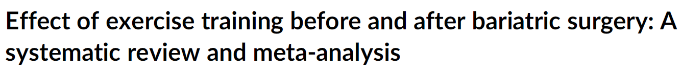 Effect of exercise training before and after bariatric surgery: A
systematic review and meta-analysis